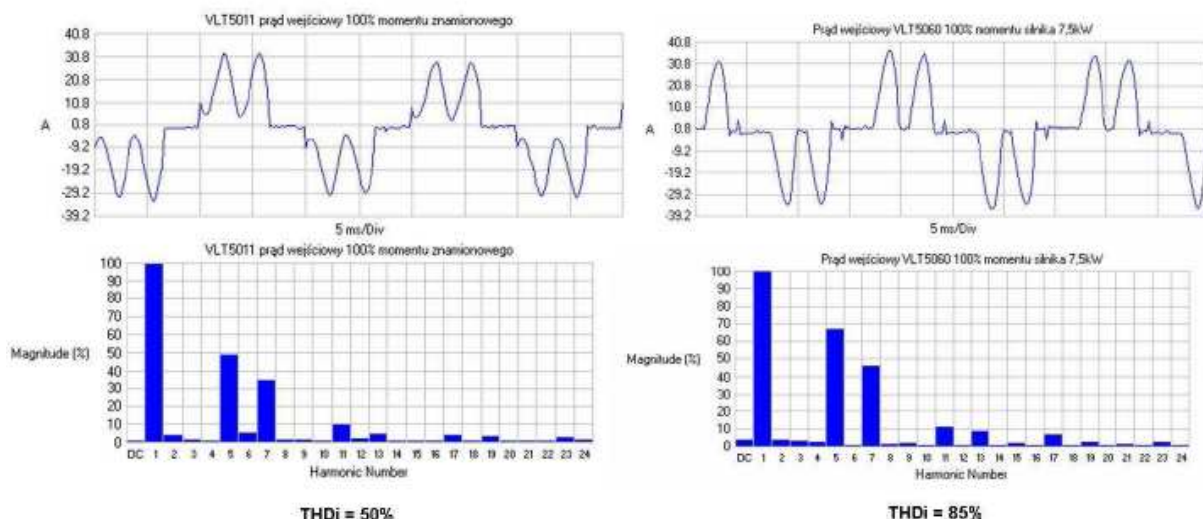 VLT5011 prąd wejściowy 100% momentu znamionowego
40.8
30.8
20.8
10.8
A 0.8
-9.2
-19.2
-29.2
-39.2
5 ms/Div
Prąd wejściowy VLT5060 100% momentu silnika 7,5kW
40.8
30.8
20.8
10.8
A 0.8
-9.2
-19.2
-29.2
-39.2
5 ms/Div
VLT5011 prąd wejściowy 100% momentu znamionowego
100
90
80
70
60
Magnitude (%) 50
40
30
20
10
0
DC 1 2 3 4 5 6 7 8 9 10 11 12 13 14 15 16 17 18 19 20 21 22 23 24
Harmonic Number
THDi = 50%
Prąd wejściowy VLT5060 100% momentu silnika 7,5kW
100
90
80
70
60
Magnitude (%) 50
40
30
20
10
0
DC 1 2 3 4 5 6 7 8 9 10 11 12 13 14 15 16 17 18 19 20 21 22 23 24
Harmonic Number
THDi = 85%